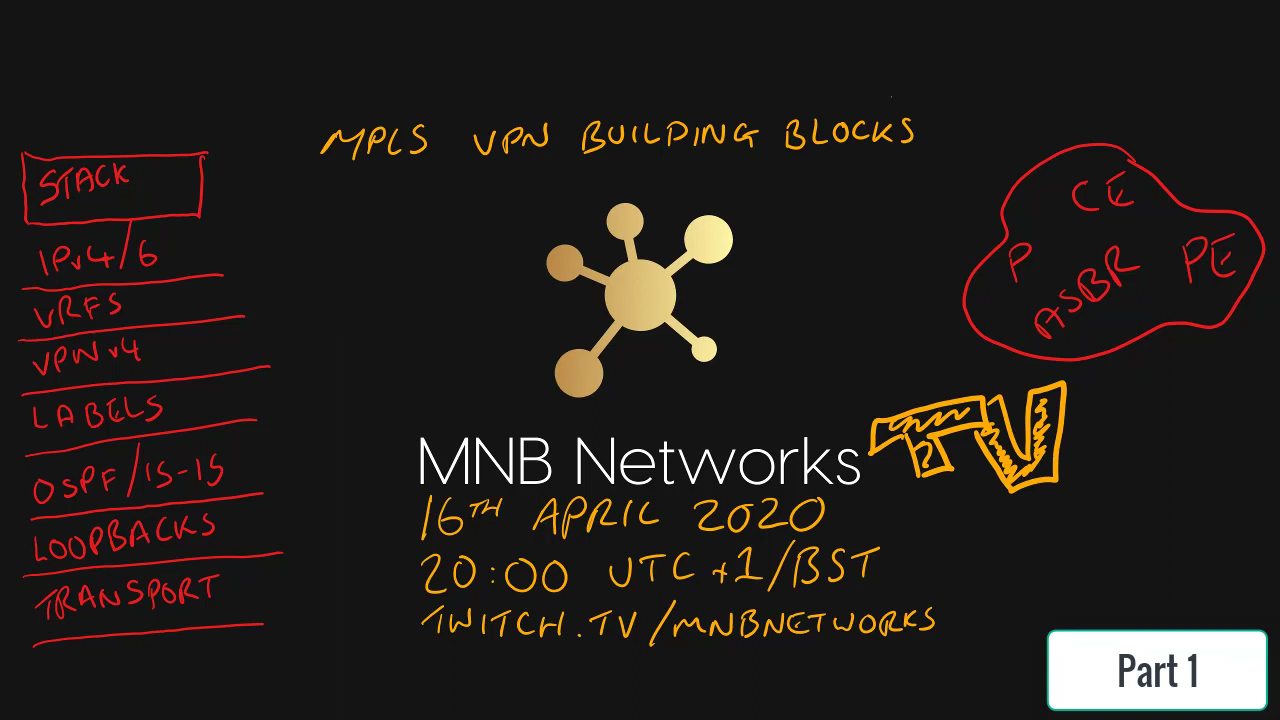 MPLS VPN BUILDING BLOCKS
STACK
IPv4/6
VRFS
VPNv4
LABELS
OSPF/IS-IS
LOOPBACKS
TRANSPORT
CE
P
ASBR
PE
MNB Networks
TV
?
16TH APRIL 2020
20:00 UTC+1/BST
TWITCH.TV/MNBNETWORKS
Part 1